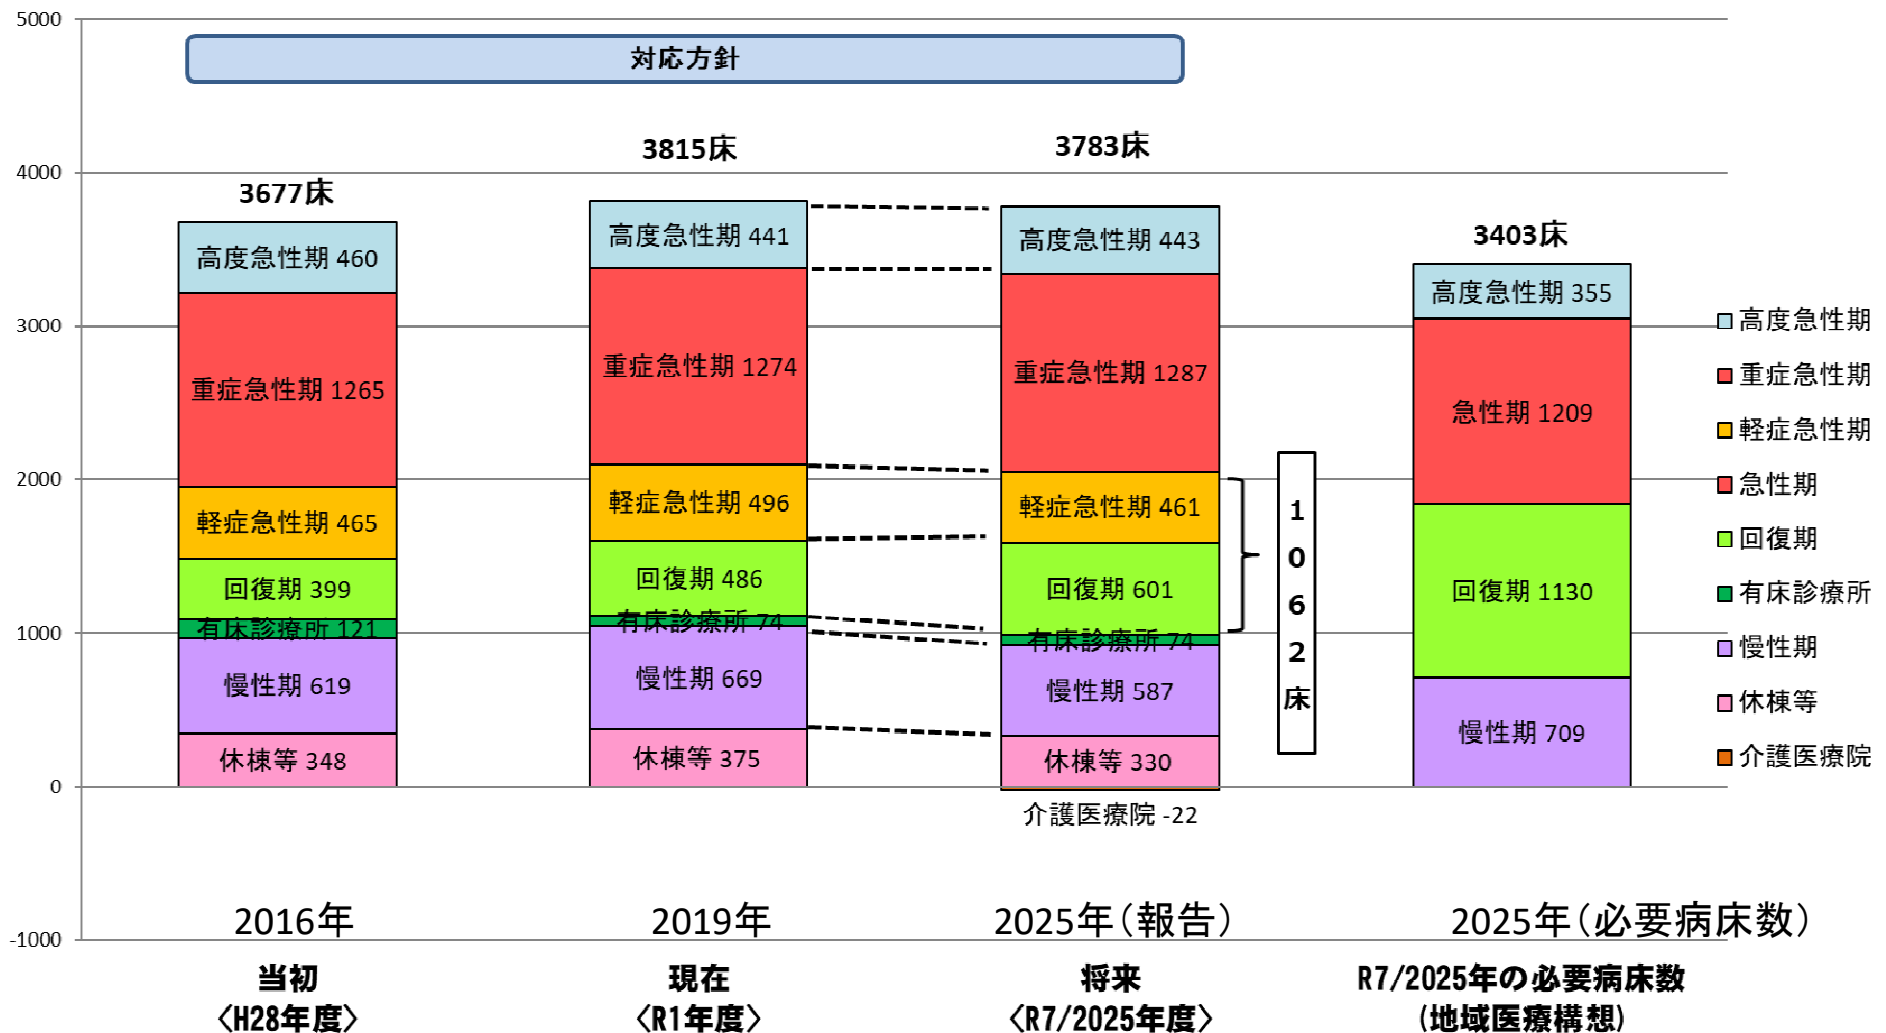 対応方針
5000
4000
3000
2000
1000
0
-1000
3677床
高度急性期 460
重症急性期 1265
軽症急性期 465
回復期 399
有床診療所 121
慢性期 619
休棟等 348
3815床
高度急性期 441
重症急性期 1274
軽症急性期 496
回復期 486
有床診療所 74
慢性期 669
休棟等 375
3783床
高度急性期 443
重症急性期 1287
軽症急性期 461
回復期 601
有床診療所 74
慢性期 587
休棟等 330
介護医療院 -22
1062床
3403床
高度急性期 355
急性期 1209
回復期 1130
慢性期 709
高度急性期
重症急性期
軽症急性期
急性期
回復期
有床診療所
慢性期
休棟等
介護医療院
2016年
2019年
2025年(報告)
2025年(必要病床数)
当初
〈H28年度〉
現在
〈R1年度〉
将来
〈R7/2025年度〉
R7/2025年の必要病床数
(地域医療構想)